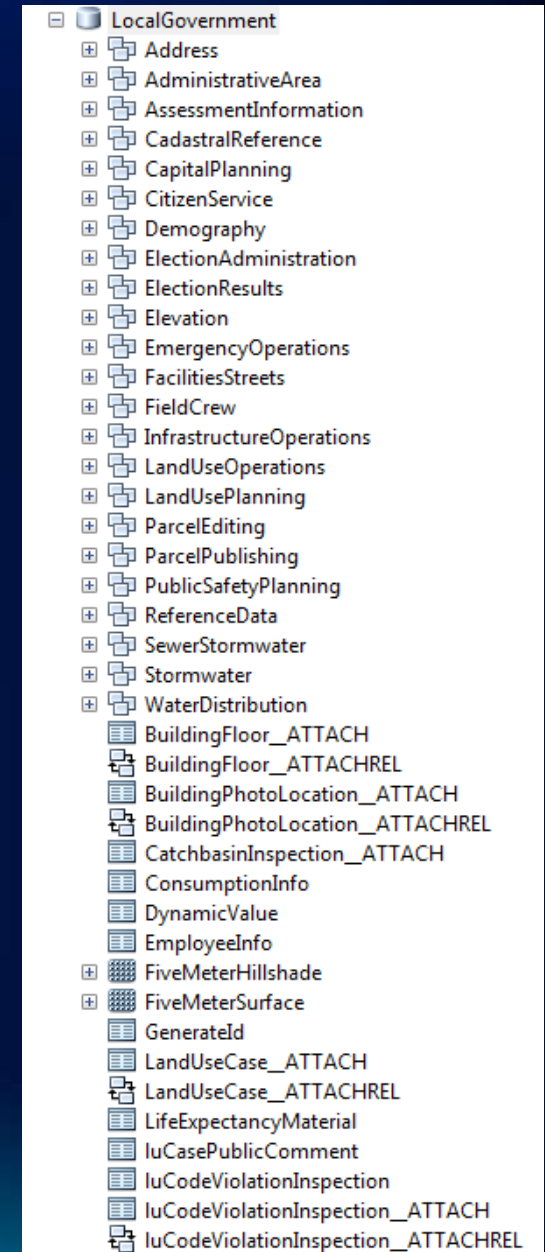 LocalGovernment
Address
AdministrativeArea
AssessmentInformation
CadastralReference
CapitalPlanning
CitizenService
Demography
ElectionAdministration
ElectionResults
Elevation
EmergencyOperations
FacilitiesStreets
FieldCrew
InfrastructureOperations
LandUseOperations
LandUsePlanning
ParcelEditing
ParcelPublishing
PublicSafetyPlanning
ReferenceData
SewerStormwater
Stormwater
WaterDistribution
BuildingFloor__ATTACH
BuildingFloor__ATTACHREL
BuildingPhotoLocation__ATTACH
BuildingPhotoLocation__ATTACHREL
CatchbasinInspection__ATTACH
ConsumptionInfo
DynamicValue
EmployeeInfo
FiveMeterHillshade
FiveMeterSurface
GenerateId
LandUseCase__ATTACH
LandUseCase__ATTACHREL
LifeExpectancyMaterial
luCasePublicComment
luCodeViolationInspection
luCodeViolationInspection__ATTACH
luCodeViolationInspection__ATTACHREL